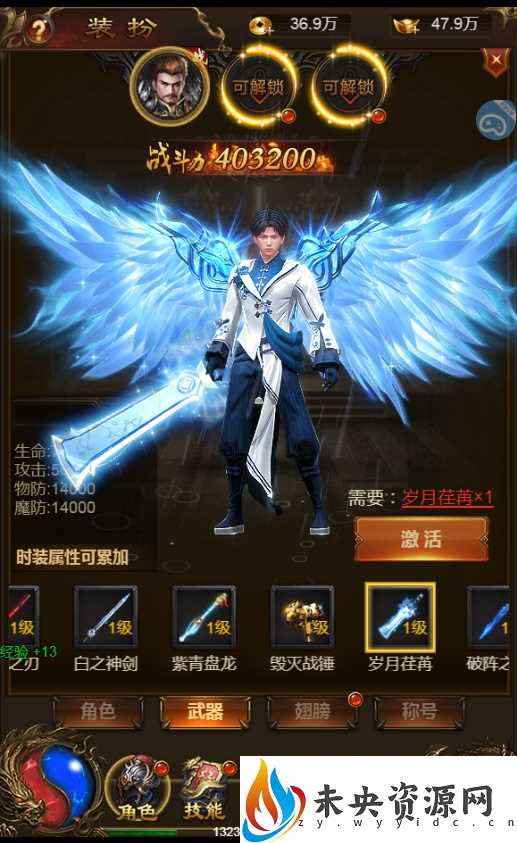 装扮
36.9万
47.9万
可解锁
可解锁
战斗力 403200
生命:
攻击:5
物防:14000
魔防:14000
需要：岁月荏苒×1
激活
时装属性可累加
1级
1级
1级
1级
1级
经验 +13
之刃
白之神剑
紫青盘龙
毁灭战锤
岁月荏苒
破阵之
角色
武器
翅膀
称号
角色
技能
1323
未央资源网
zy.wyyidc.cn